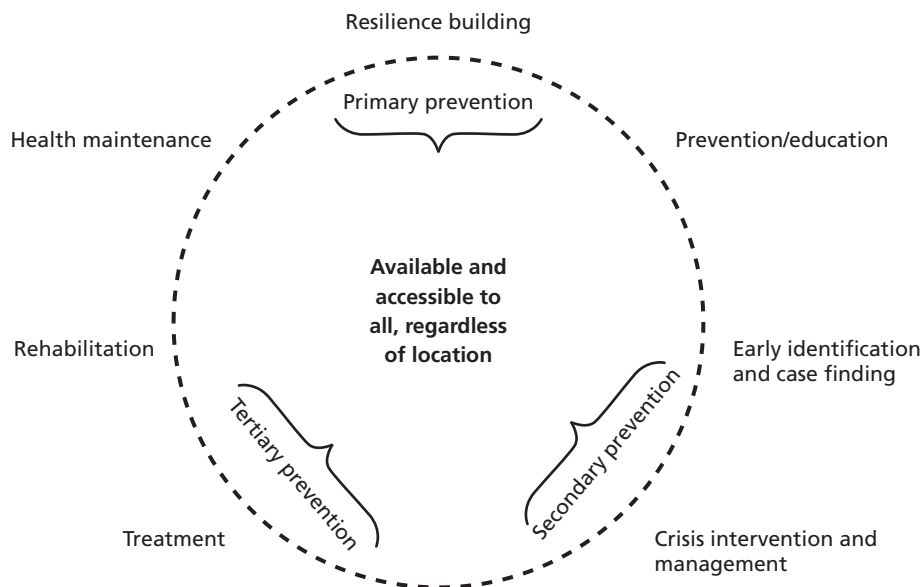 Resilience building
Primary prevention
Health maintenance
Prevention/education
Available and
accessible to
all, regardless
of location
Rehabilitation
Early identification
and case finding
Tertiary prevention
Secondary prevention
Treatment
Crisis intervention and
management